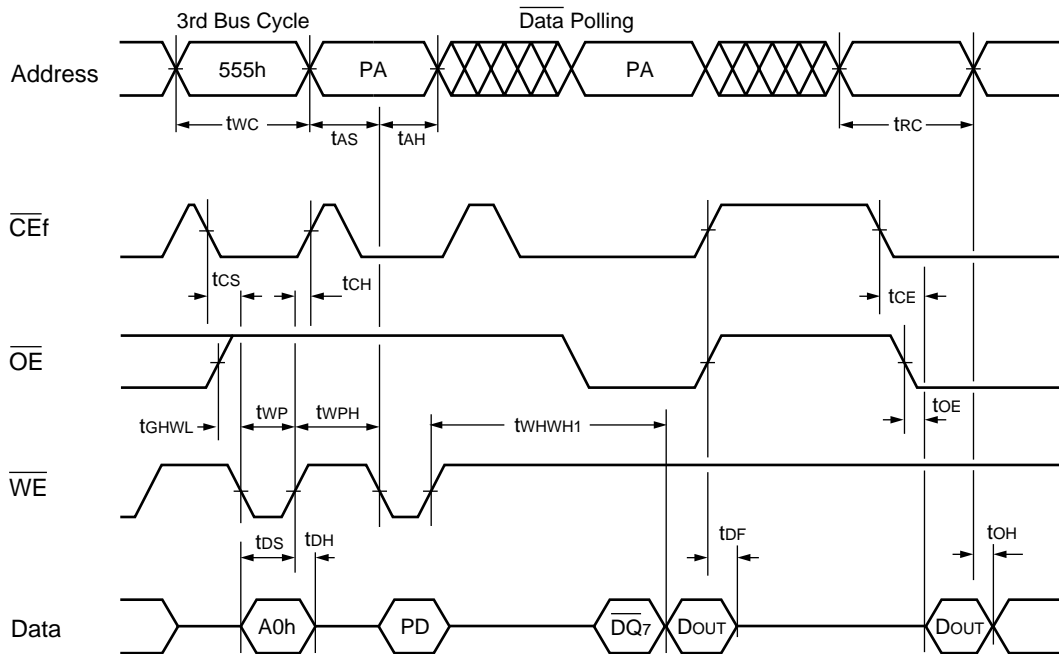 3rd Bus Cycle
Data Polling
Address
555h
PA
PA
tWC
tAS
tAH
tRC
CEf
tCS
tCH
tCE
OE
tGHWL
tWP
tWPH
tWHWH1
tOE
WE
tDS
tDH
tDF
tOH
Data
A0h
PD
DQ7
DOUT
DOUT